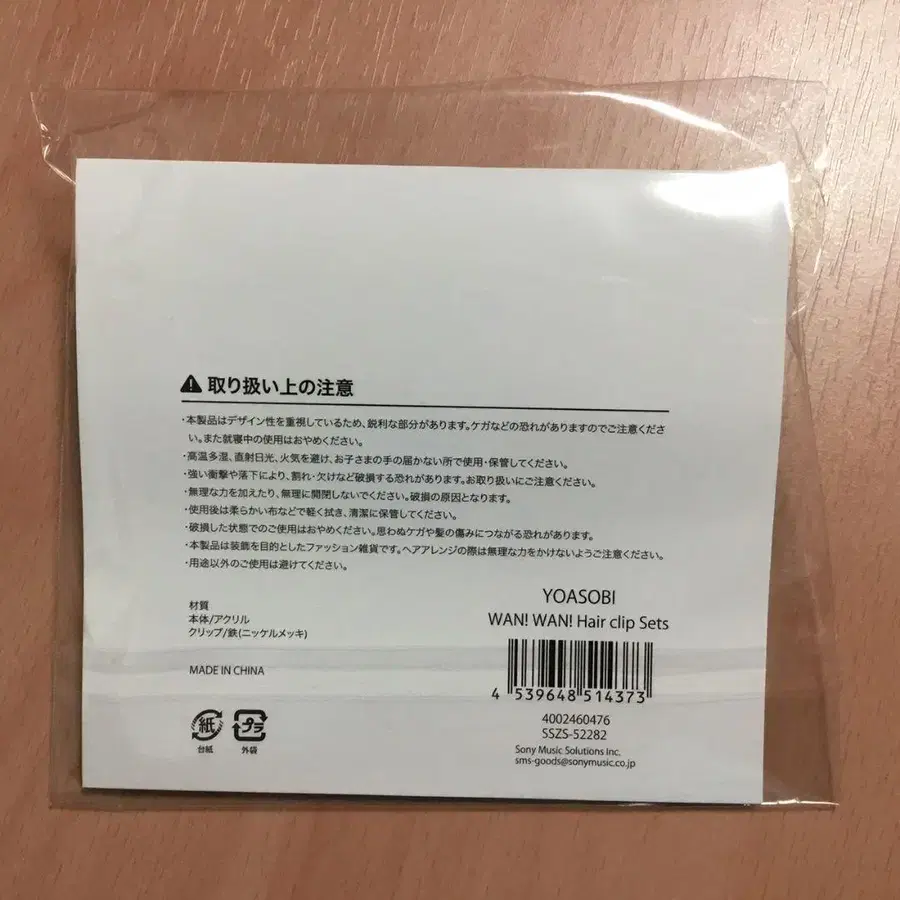 ⚠ 取り扱い上の注意
・本製品はデザイン性を重視しているため、鋭利な部分があります。ケガなどの恐れがありますのでご注意くださ
い。また就寝中の使用はおやめください。
・高温多湿、直射日光、火気を避け、お子さまの手の届かない所で使用・保管してください。
・強い衝撃や落下により、割れ・欠けなど破損する恐れがあります。お取り扱いにご注意ください。
・無理な力を加えたり、無理に開閉しないでください。破損の原因となります。
・使用後は柔らかい布などで軽く拭き、清潔に保管してください。
・破損した状態でのご使用はおやめください。思わぬケガや髪の傷みにつながる恐れがあります。
・本製品は装飾を目的としたファッション雑貨です。ヘアアレンジの際は無理な力をかけないようご注意ください。
・用途以外のご使用は避けてください。
材質
本体/アクリル
クリップ/鉄(ニッケルメッキ)
MADE IN CHINA
紙
台紙
プラ
外袋
YOASOBI
WAN! WAN! Hair clip Sets
4 539648 514373
4002460476
SSZS-52282
Sony Music Solutions Inc.
sms-goods@sonymusic.co.jp